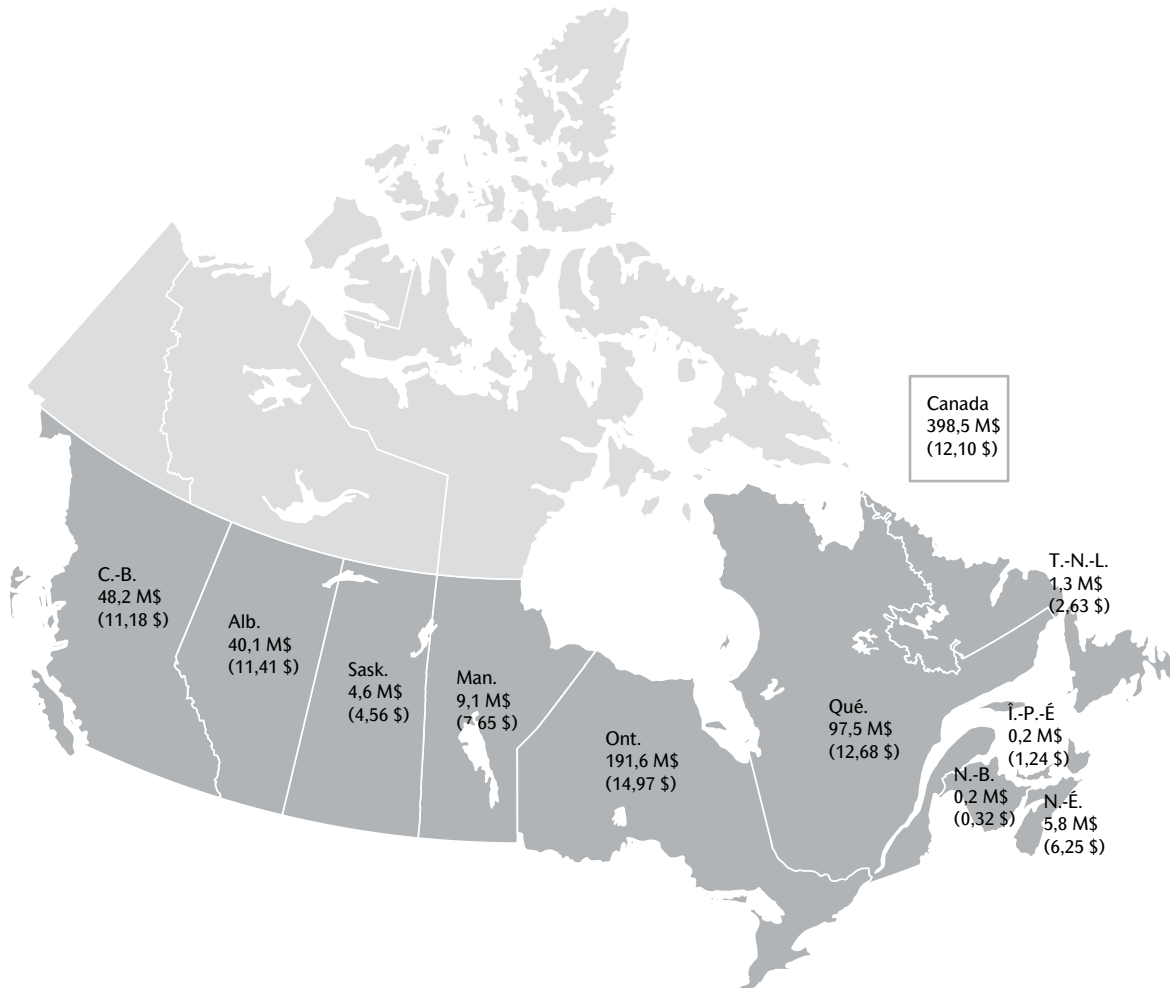 Canada
398,5 M$
(12,10 $)
C.-B.
48,2 M$
(11,18 $)
Alb.
40,1 M$
(11,41 $)
Sask.
4,6 M$
(4,56 $)
Man.
9,1 M$
(7,65 $)
Ont.
191,6 M$
(14,97 $)
Qué.
97,5 M$
(12,68 $)
T.-N.-L.
1,3 M$
(2,63 $)
Î.-P.-É
0,2 M$
(1,24 $)
N.-B.
0,2 M$
(0,32 $)
N.-É.
5,8 M$
(6,25 $)